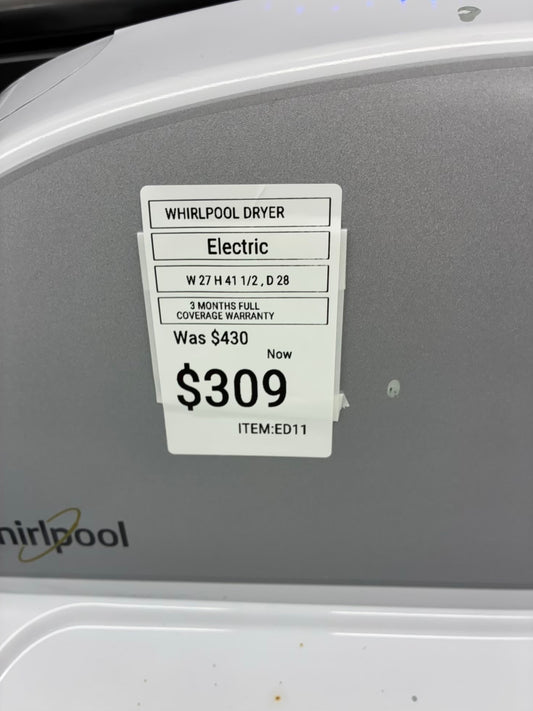 WHIRLPOOL DRYER
Electric
W 27 H 41 1/2 , D 28
3 MONTHS FULL
COVERAGE WARRANTY
Was $430
Now
$309
ITEM:ED11
hirlpool